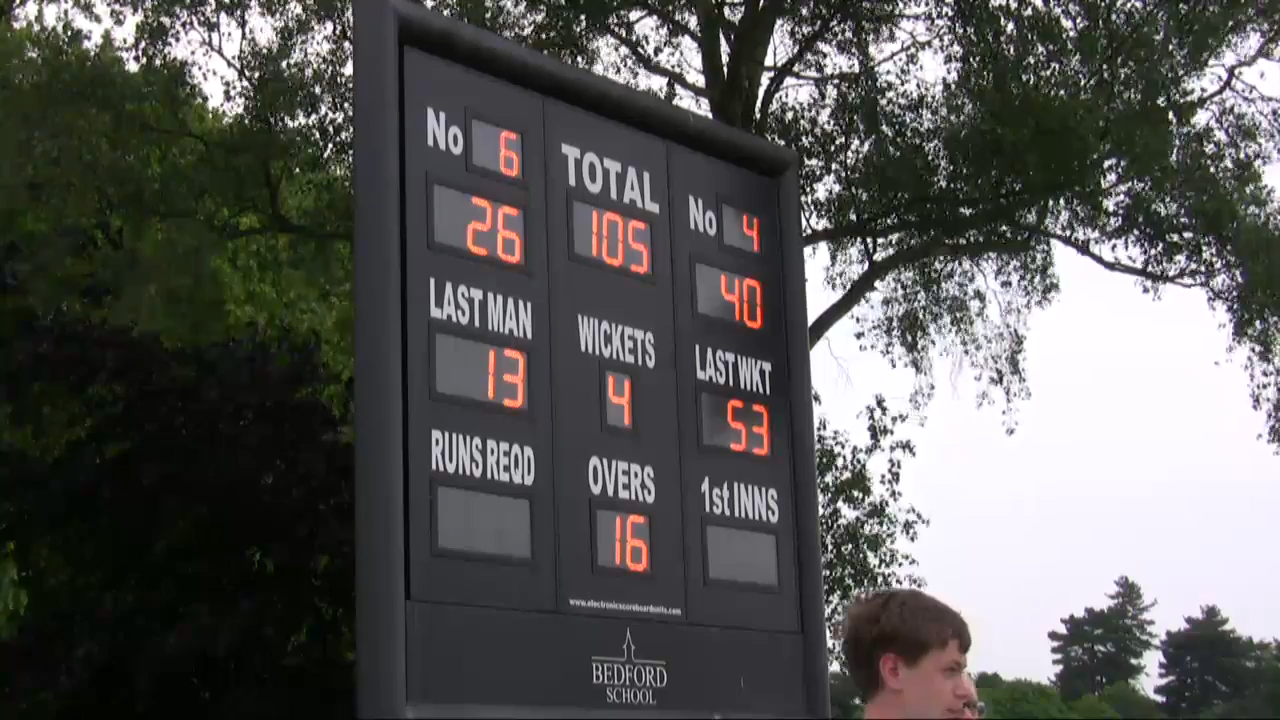 No 6
26
LAST MAN
13
RUNS REQD
TOTAL
105
WICKETS
4
OVERS
16
No 4
40
LAST WKT
53
1st INNS
www.electronicscoreboardsite.com
BEDFORD
SCHOOL